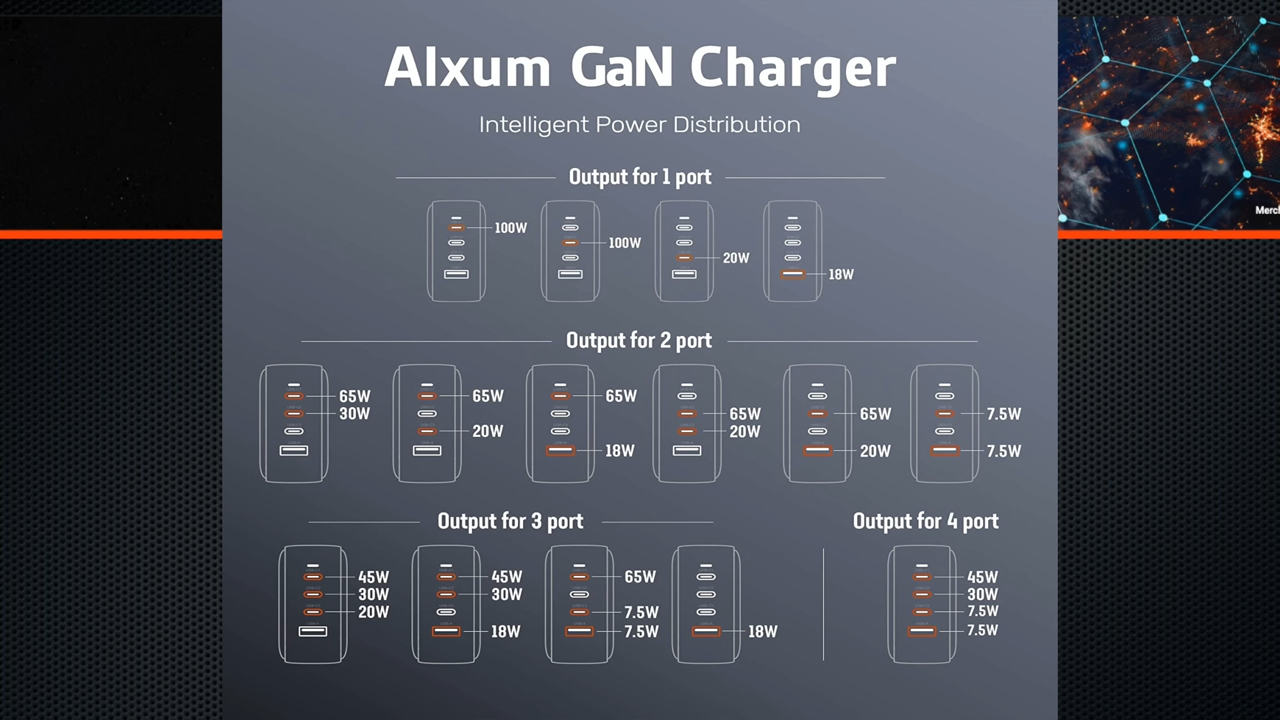 Alxum GaN Charger
Intelligent Power Distribution
Output for 1 port
100W
100W
20W
18W
Output for 2 port
65W
30W
65W
20W
65W
18W
65W
20W
65W
20W
7.5W
7.5W
Output for 3 port
45W
30W
20W
45W
30W
18W
65W
7.5W
7.5W
18W
Output for 4 port
45W
30W
7.5W
7.5W